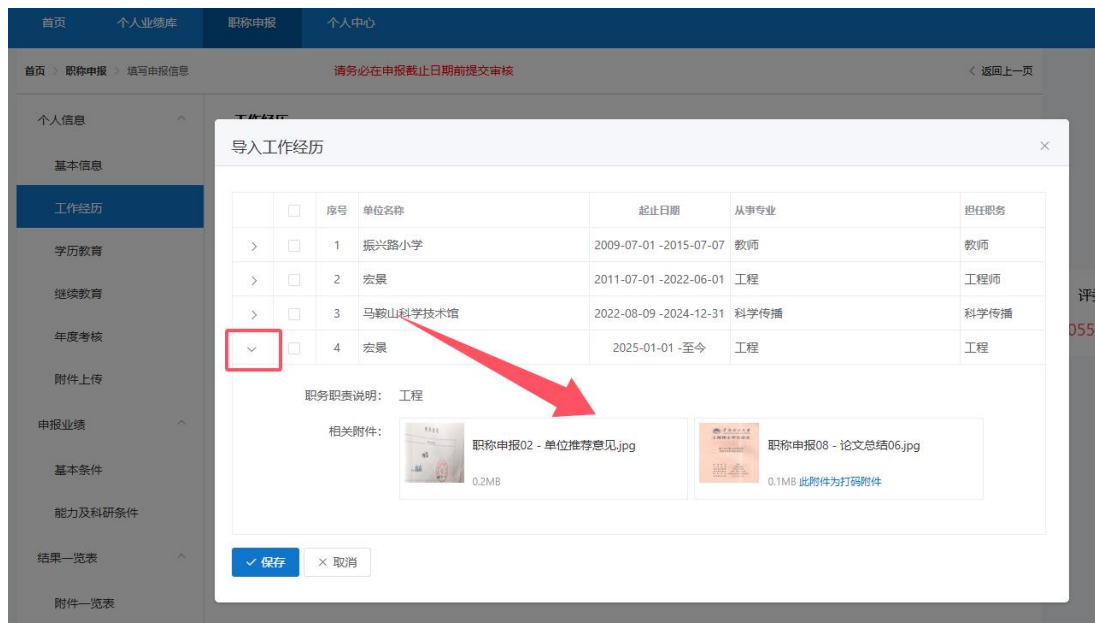 首页 个人业绩库 职称申报 个人中心
首页 > 职称申报 > 填写申报信息 请务必在申报截止日期前提交审核 < 返回上一页
个人信息
基本信息
工作经历
学历教育
继续教育
年度考核
附件上传
申报业绩
基本条件
能力及科研条件
结果一览表
附件一览表
工作经历
导入工作经历 ×
序号 单位名称 起止日期 从事专业 担任职务
1 振兴路小学 2009-07-01 -2015-07-07 教师 教师
2 宏景 2011-07-01 -2022-06-01 工程 工程师
3 马鞍山科学技术馆 2022-08-09 -2024-12-31 科学传播 科学传播
4 宏景 2025-01-01 -至今 工程 工程
职务职责说明: 工程
相关附件:
职称申报02 - 单位推荐意见.jpg
0.2MB
职称申报08 - 论文总结06.jpg
0.1MB 此附件为打码附件
保存 × 取消
055